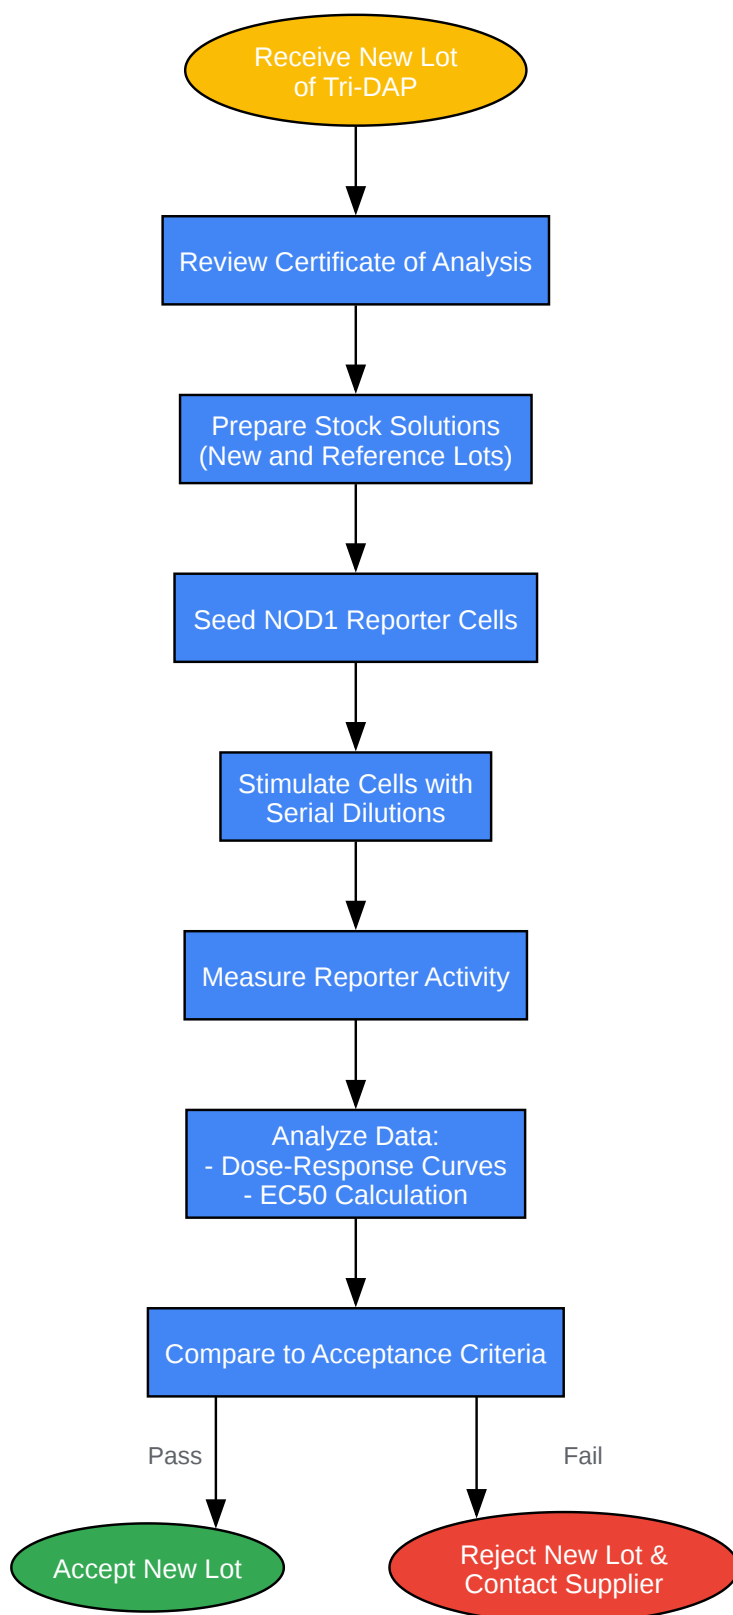 Receive New Lot
of Tri-DAP
Review Certificate of Analysis
Prepare Stock Solutions
(New and Reference Lots)
Seed NOD1 Reporter Cells
Stimulate Cells with
Serial Dilutions
Measure Reporter Activity
Analyze Data:
- Dose-Response Curves
- EC50 Calculation
Compare to Acceptance Criteria
Pass
Fail
Accept New Lot
Reject New Lot &
Contact Supplier